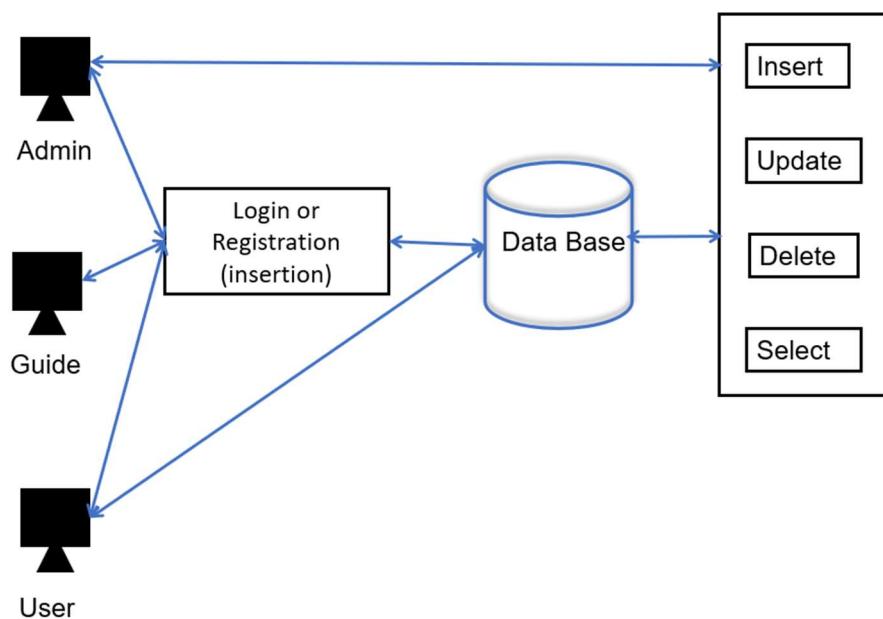 Admin
Guide
User
Login or
Registration
(insertion)
Data Base
Insert
Update
Delete
Select